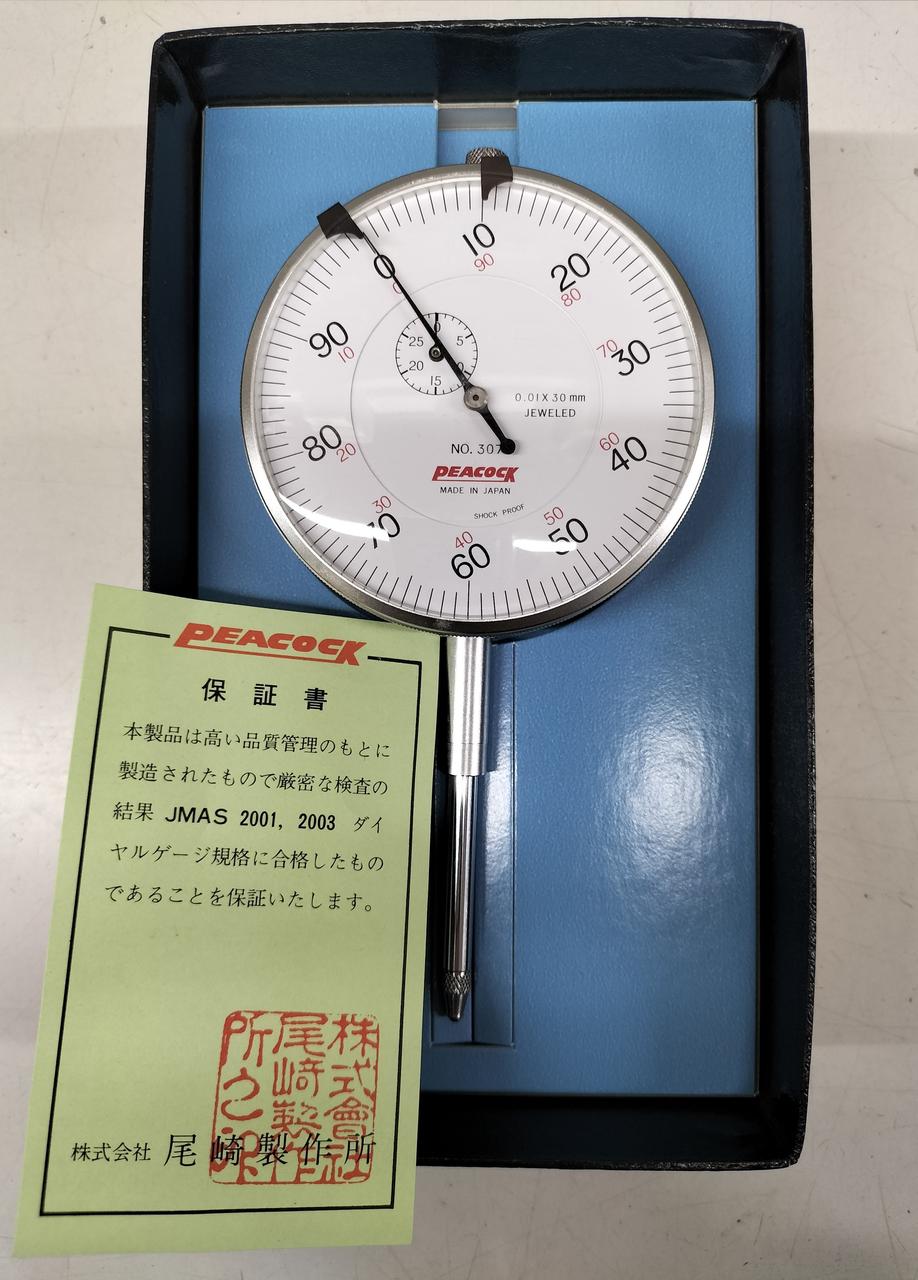 10
90
0
0
20
80
90
10
70
30
0
25
5
20
15
0.01X30mm
JEWELED
80
20
60
40
NO. 307
PEACOCK
MADE IN JAPAN
30
70
SHOCK PROOF
50
50
40
60
PEACOCK
保証書
本製品は高い品質管理のもとに
製造されたもので厳密な検査の
結果 JMAS 2001, 2003 ダイ
ヤルゲージ規格に合格したもの
であることを保証いたします。
株式會社
尾崎製作
所之印
株式会社 尾崎製作所